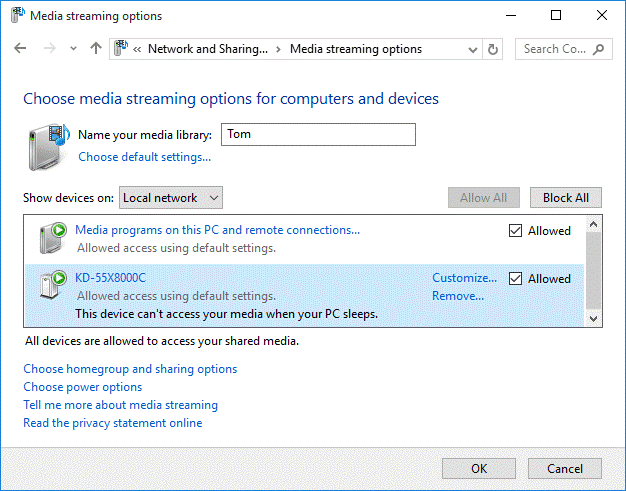 Media streaming options
« Network and Sharing... › Media streaming options
Search Co...
Choose media streaming options for computers and devices
Name your media library: Tom
Choose default settings...
Show devices on: Local network
Allow All
Block All
Media programs on this PC and remote connections...
Allowed
Allowed access using default settings.
KD-55X8000C
Customize...
Allowed
Allowed access using default settings.
Remove...
This device can't access your media when your PC sleeps.
All devices are allowed to access your shared media.
Choose homegroup and sharing options
Choose power options
Tell me more about media streaming
Read the privacy statement online
OK
Cancel